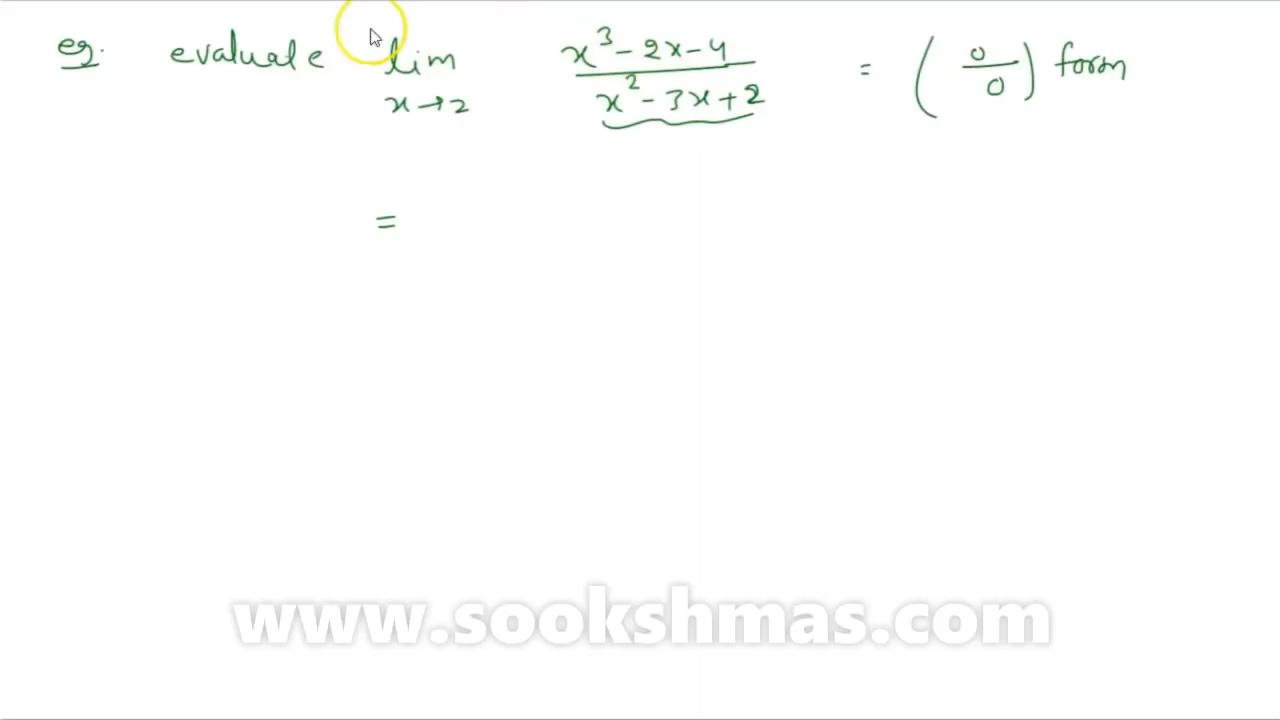 eg. evaluate lim x→2 x³ - 2x - 4 / x² - 3x + 2 = (0/0) form
=
www.sookshmas.com